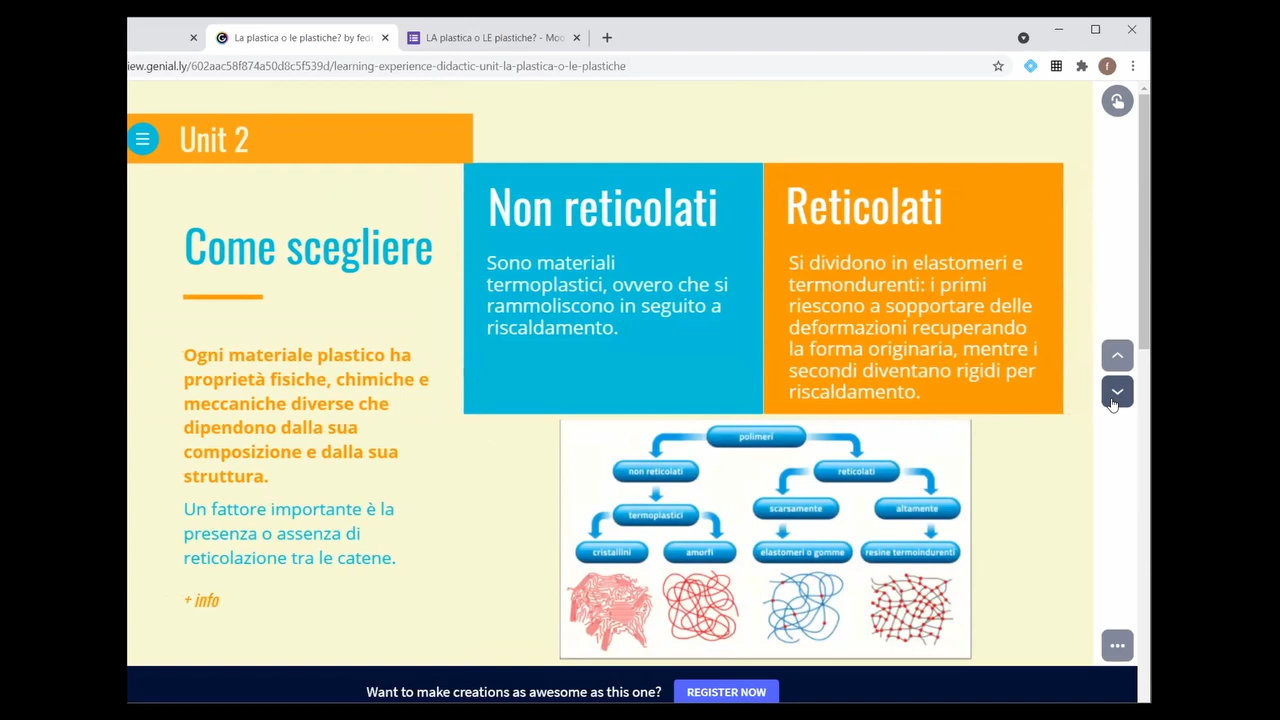 La plastica o le plastiche? by fede
LA plastica o LE plastiche? - Moo
iew.genial.ly/602aac58f874a50d8c5f539d/learning-experience-didactic-unit-la-plastica-o-le-plastiche
f
Unit 2
Come scegliere
Ogni materiale plastico ha
proprietà fisiche, chimiche e
meccaniche diverse che
dipendono dalla sua
composizione e dalla sua
struttura.
Un fattore importante è la
presenza o assenza di
reticolazione tra le catene.
+ info
Non reticolati
Sono materiali
termoplastici, ovvero che si
rammoliscono in seguito a
riscaldamento.
Reticolati
Si dividono in elastomeri e
termondurenti: i primi
riescono a sopportare delle
deformazioni recuperando
la forma originaria, mentre i
secondi diventano rigidi per
riscaldamento.
polimeri
non reticolati
reticolati
termoplastici
scarsamente
altamente
cristallini
amorfi
elastomeri o gomme
resine termoindurenti
Want to make creations as awesome as this one?
REGISTER NOW